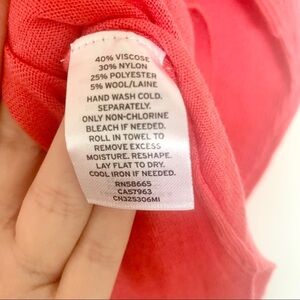 40% VISCOSE
30% NYLON
25% POLYESTER
5% WOOL/LAINE
HAND WASH COLD.
SEPARATELY.
ONLY NON-CHLORINE
BLEACH IF NEEDED.
ROLL IN TOWEL TO
REMOVE EXCESS
MOISTURE. RESHAPE.
LAY FLAT TO DRY.
COOL IRON IF NEEDED.
RN58665
CA57963
CN325306MI